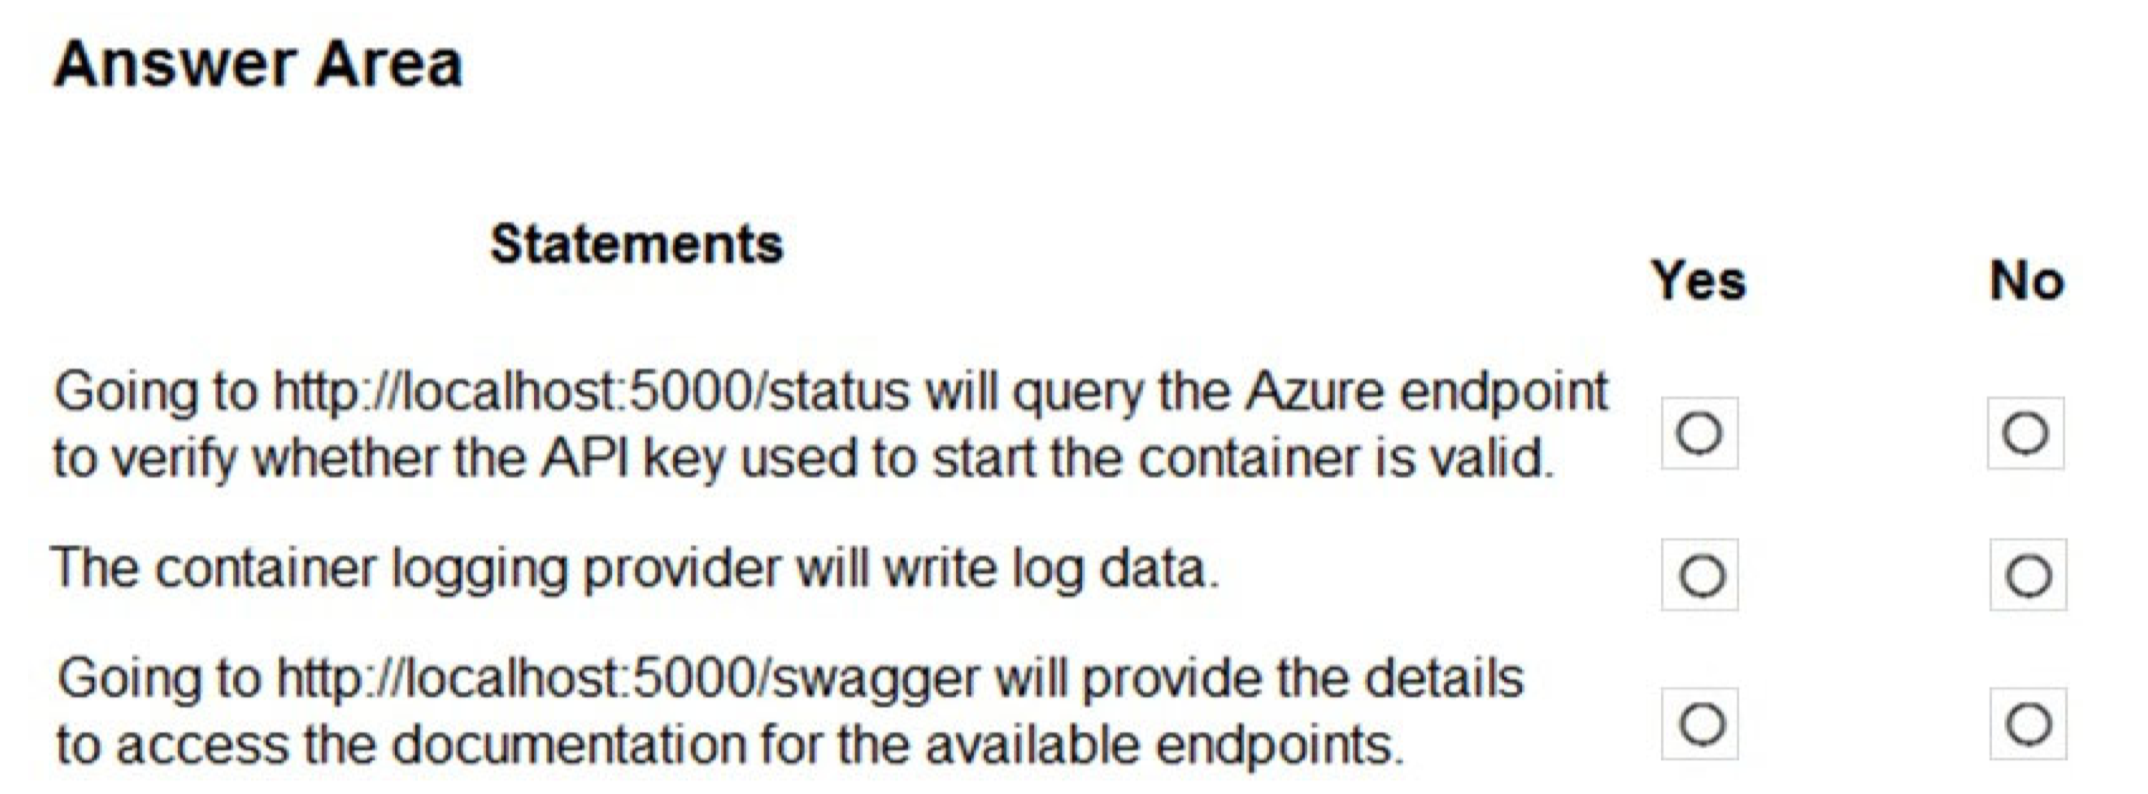 Answer Area
Statements
Yes No
Going to http://localhost:5000/status will query the Azure endpoint
to verify whether the API key used to start the container is valid.
The container logging provider will write log data.
Going to http://localhost:5000/swagger will provide the details
to access the documentation for the available endpoints.